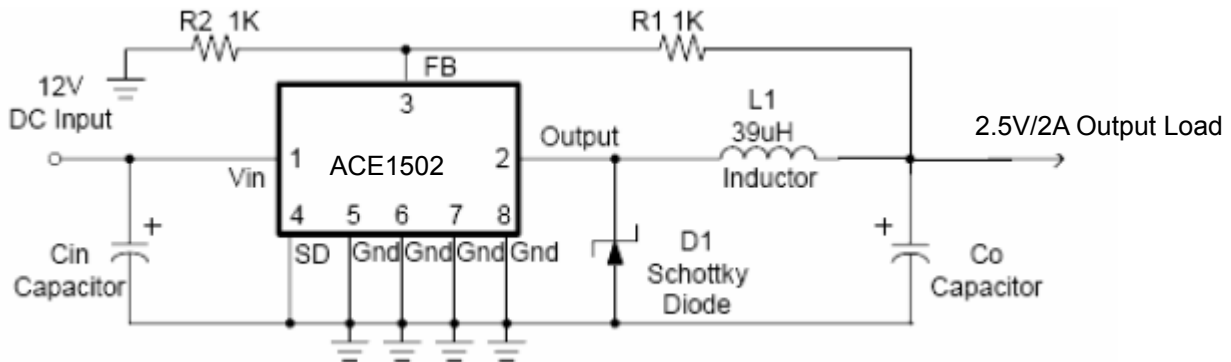 R2 1K
R1 1K
FB
12V
DC Input
3
L1
39uH
Inductor
Output
2.5V/2A Output Load
1
ACE1502
2
Vin
4 5 6 7 8
SD Gnd Gnd Gnd Gnd
+
Cin
Capacitor
D1
Schottky
Diode
+
Co
Capacitor